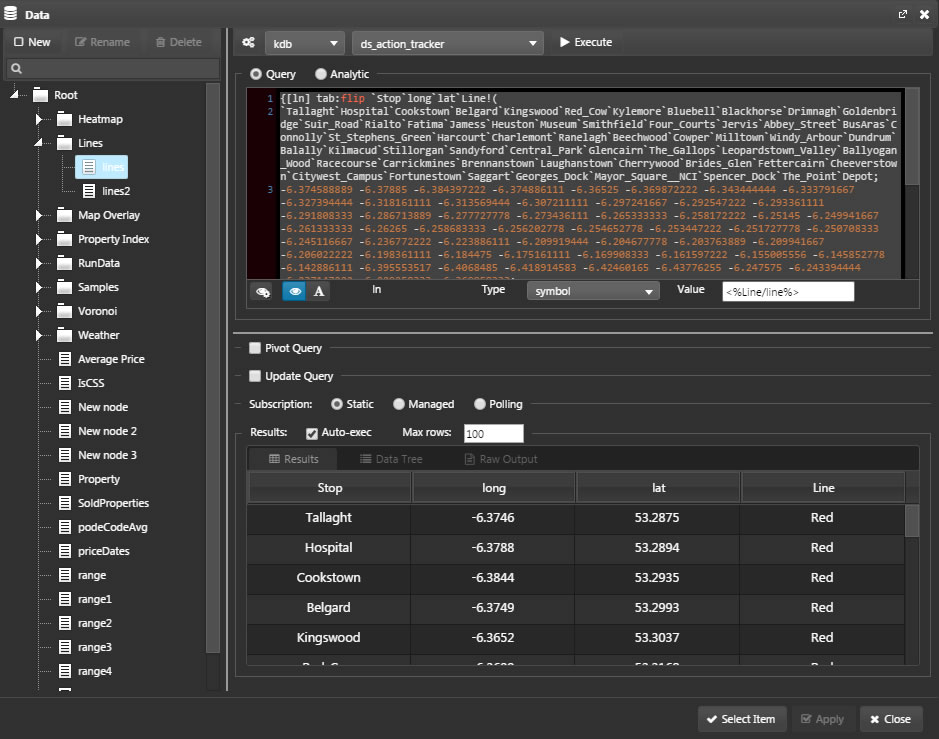 Data
New Rename Delete
kdb ds_action_tracker Execute
Root
Heatmap
Lines
lines
lines2
Map Overlay
Property Index
RunData
Samples
Voronoi
Weather
Average Price
IsCSS
New node
New node 2
New node 3
Property
SoldProperties
podeCodeAvg
priceDates
range
range1
range2
range3
range4
Query Analytic
1 {[ln] tab:flip `Stop`long`lat`Line!(
2 `Tallaght`Hospital`Cookstown`Belgard`Kingswood`Red_Cow`Kylemore`Bluebell`Blackhorse`Drimnagh`Goldenbri
dge`Suir_Road`Rialto`Fatima`Jamess`Heuston`Museum`Smithfield`Four_Courts`Jervis`Abbey_Street`BusAras`C
onnolly`St_Stephens_Green`Harcourt`Charlemont`Ranelagh`Beechwood`Cowper`Milltown`Windy_Arbour`Dundrum`
Balally`Kilmacud`Stillorgan`Sandyford`Central_Park`Glencairn`The_Gallops`Leopardstown_Valley`Ballyogan
_Wood`Racecourse`Carrickmines`Brennanstown`Laughanstown`Cherrywood`Brides_Glen`Fettercairn`Cheeverstow
n`Citywest_Campus`Fortunestown`Saggart`Georges_Dock`Mayor_Square__NCI`Spencer_Dock`The_Point`Depot;
3 -6.374588889 -6.37885 -6.384397222 -6.374886111 -6.36525 -6.369872222 -6.343444444 -6.333791667
-6.327394444 -6.318161111 -6.313569444 -6.307211111 -6.297241667 -6.292547222 -6.293361111
-6.291808333 -6.286713889 -6.277727778 -6.273436111 -6.265333333 -6.258172222 -6.25145 -6.249941667
-6.261333333 -6.26265 -6.258683333 -6.256202778 -6.254652778 -6.253447222 -6.251727778 -6.250708333
-6.245116667 -6.236772222 -6.223886111 -6.209919444 -6.204677778 -6.203763889 -6.209941667
-6.206022222 -6.198361111 -6.184475 -6.175161111 -6.169908333 -6.161597222 -6.155005556 -6.145852778
-6.142886111 -6.395553517 -6.4068485 -6.418914583 -6.42460165 -6.43776255 -6.247575 -6.243394444
A ln Type symbol Value <%Line/line%>
Pivot Query
Update Query
Subscription: Static Managed Polling
Results: Auto-exec Max rows: 100
Results Data Tree Raw Output
Stop long lat Line
Tallaght -6.3746 53.2875 Red
Hospital -6.3788 53.2894 Red
Cookstown -6.3844 53.2935 Red
Belgard -6.3749 53.2993 Red
Kingswood -6.3652 53.3037 Red
Select Item Apply Close